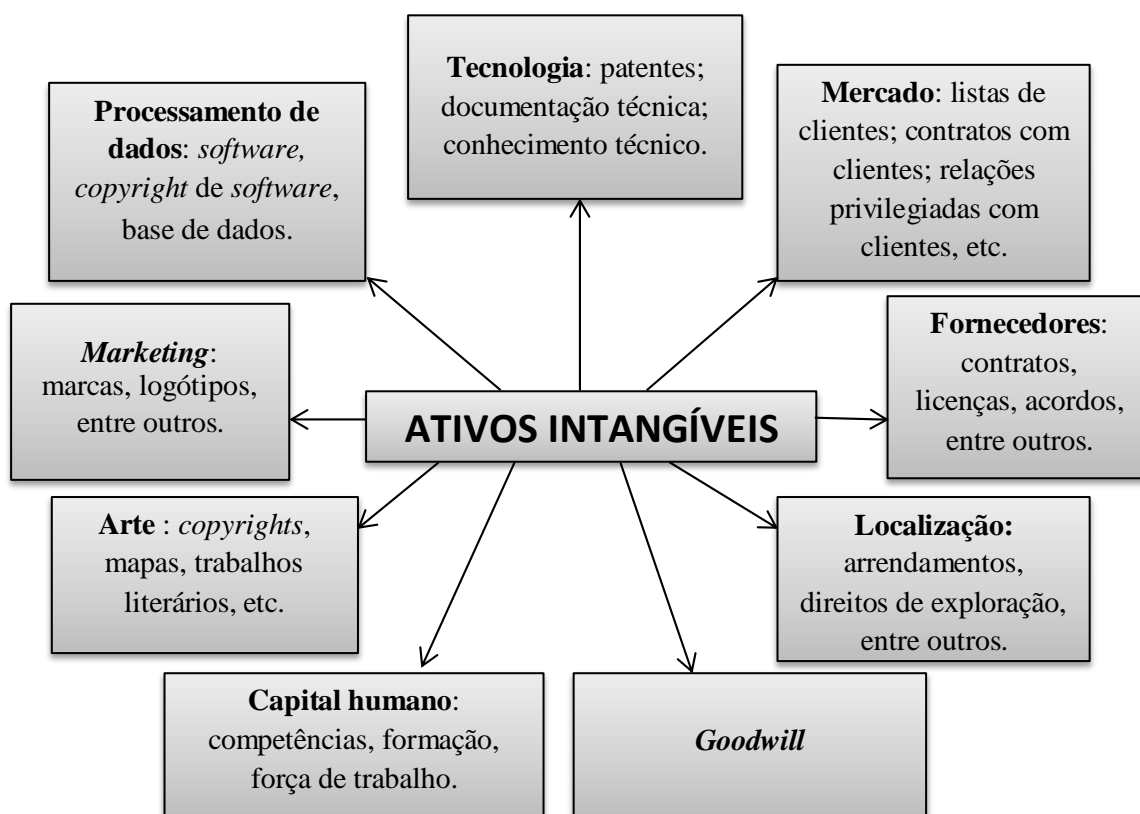 Tecnologia: patentes;
documentação técnica;
conhecimento técnico.
Processamento de
dados: software,
copyright de software,
base de dados.
Mercado: listas de
clientes; contratos com
clientes; relações
privilegiadas com
clientes, etc.
Marketing:
marcas, logótipos,
entre outros.
ATIVOS INTANGÍVEIS
Fornecedores:
contratos,
licenças, acordos,
entre outros.
Arte : copyrights,
mapas, trabalhos
literários, etc.
Localização:
arrendamentos,
direitos de exploração,
entre outros.
Capital humano:
competências, formação,
força de trabalho.
Goodwill